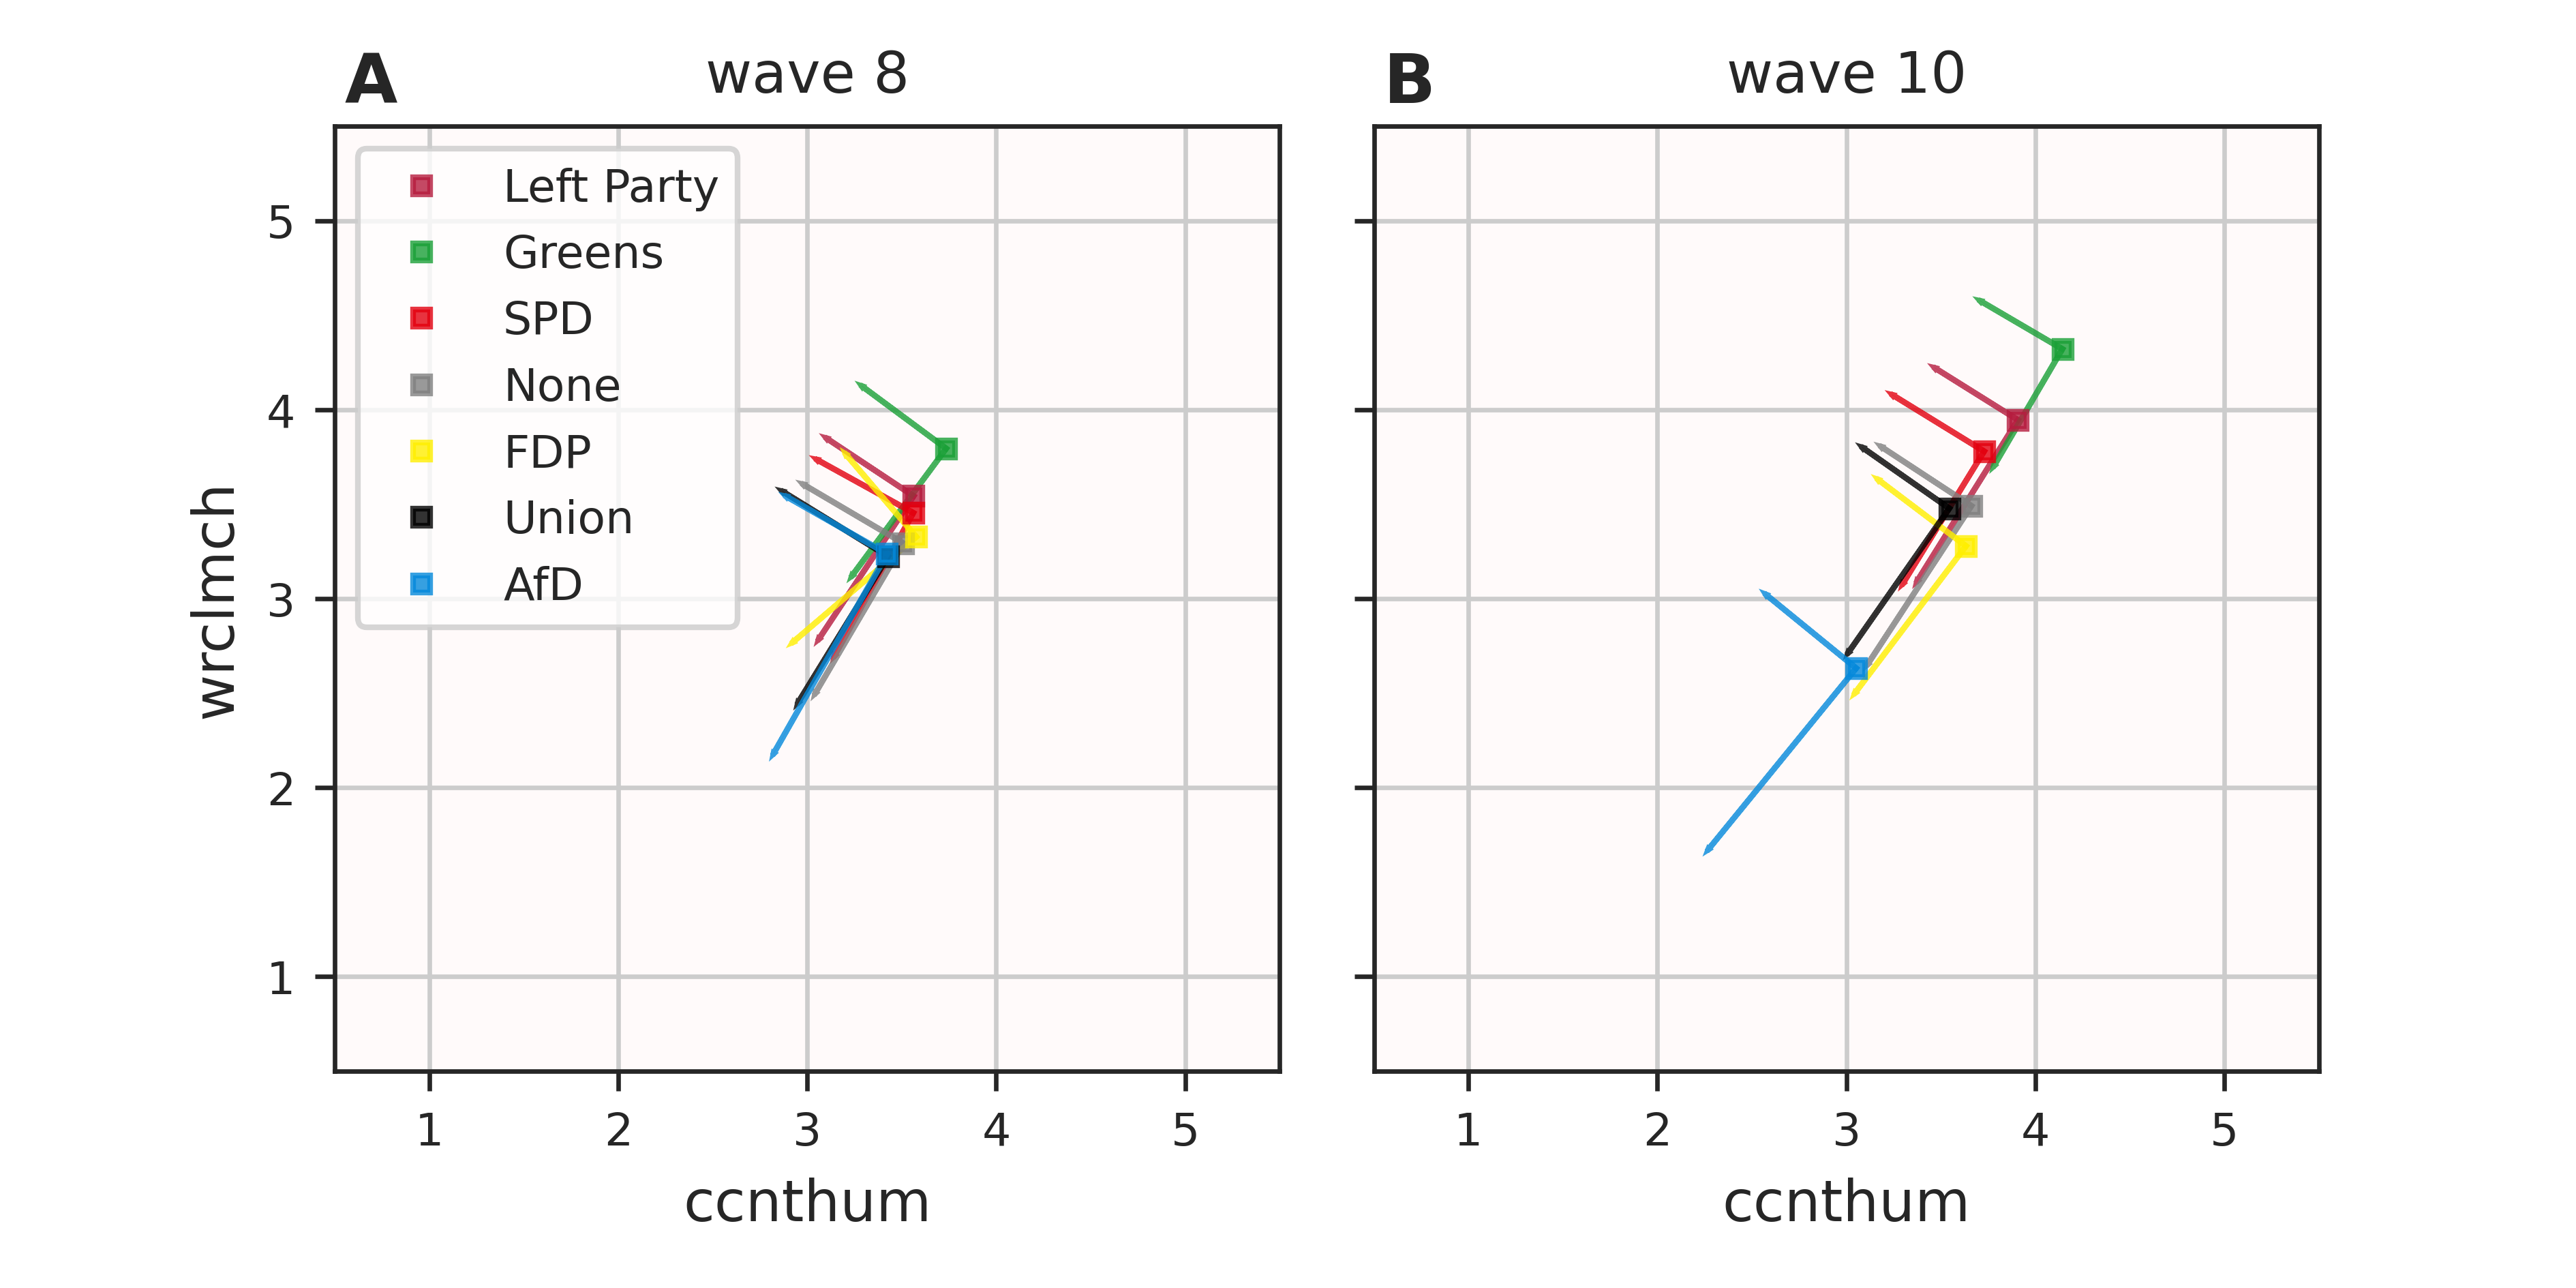 A wave 8
B wave 10
Left Party
Greens
SPD
None
FDP
Union
AfD
wrclmch
5
4
3
2
1
1 2 3 4 5
1 2 3 4 5
ccnthum
ccnthum